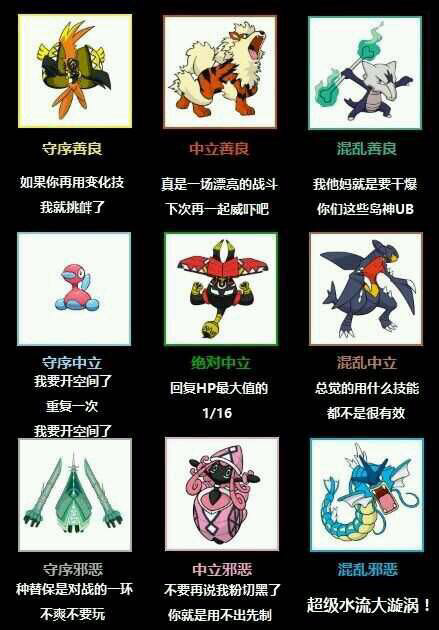 守序善良
中立善良
混乱善良
如果你再用变化技
我就挑衅了
真是一场漂亮的战斗
下次再一起威吓吧
我他妈就是要干爆
你们这些岛神UB
守序中立
绝对中立
混乱中立
我要开空间了
重复一次
我要开空间了
回复HP最大值的
1/16
总觉的用什么技能
都不是很有效
守序邪恶
中立邪恶
混乱邪恶
种替保是对战的一环
不爽不要玩
不要再说我粉切黑了
你就是用不出先制
超级水流大漩涡！